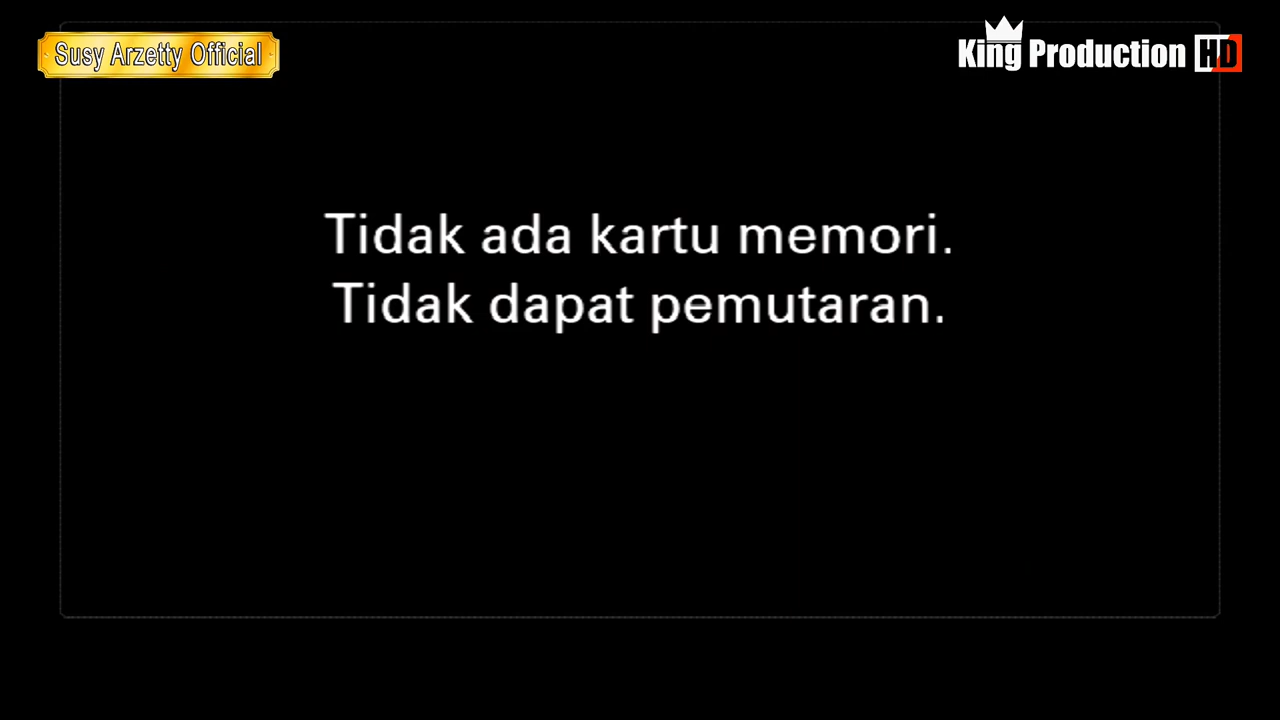 Susy Arzetty Official
King Production HD
Tidak ada kartu memori.
Tidak dapat pemutaran.